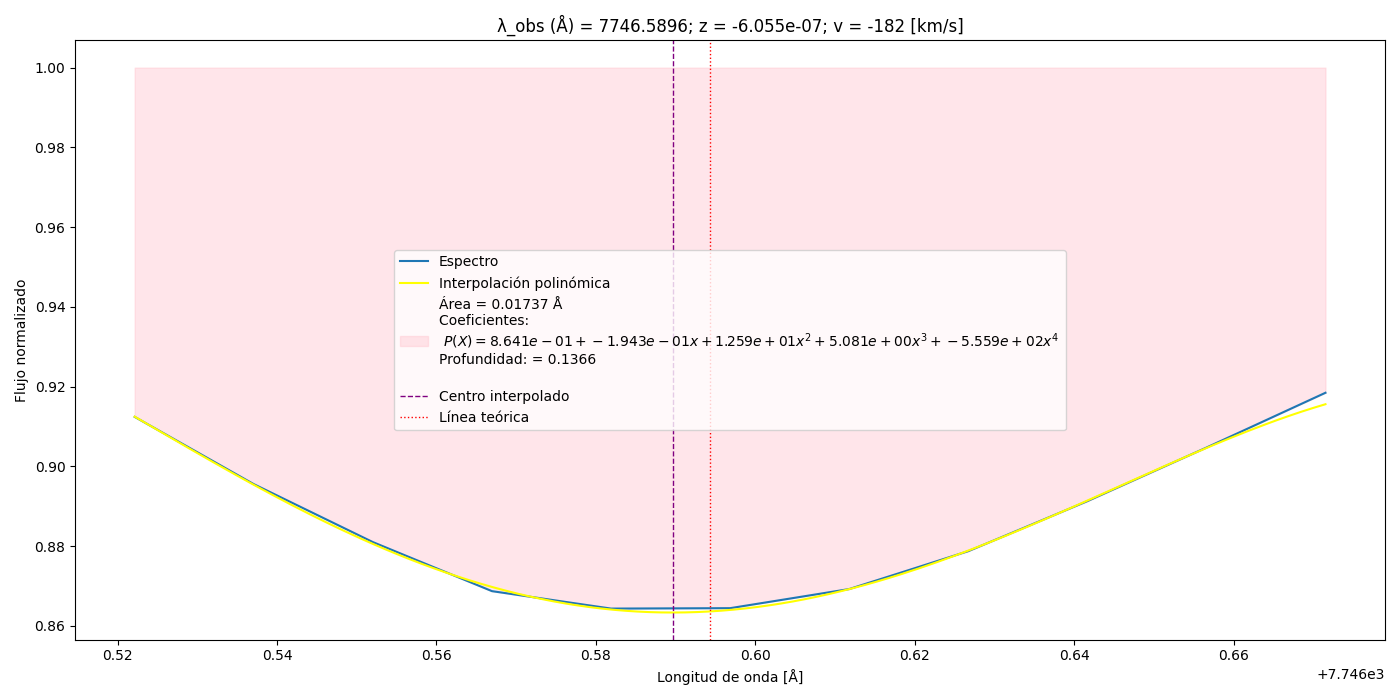 λ_obs (Å) = 7746.5896; z = -6.055e-07; v = -182 [km/s]
1.00
0.98
0.96
0.94
0.92
0.90
0.88
0.86
Flujo normalizado
Espectro
Interpolación polinómica
Área = 0.01737 Å
Coeficientes:
P(X) = 8.641e − 01 + −1.943e − 01x + 1.259e + 01x² + 5.081e + 00x³ + −5.559e + 02x⁴
Profundidad: = 0.1366
Centro interpolado
Línea teórica
0.52 0.54 0.56 0.58 0.60 0.62 0.64 0.66
+7.746e3
Longitud de onda [Å]